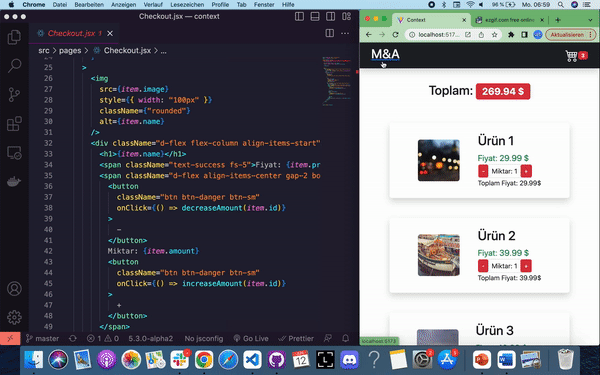 Chrome Datei Bearbeiten Anzeigen Verlauf Lesezeichen Profile Tab Fenster Hilfe
96 % Mo. 06:59
Checkout.jsx — context
Checkout.jsx 1
src > pages > Checkout.jsx > ...
25 >
26 <img
27 src={item.image}
28 style={{ width: "100px" }}
29 className={"rounded"}
30 alt={item.name}
31 />
32 <div className="d-flex flex-column align-items-start"
33 <h1>{item.name}</h1>
34 <span className="text-success fs-5">Fiyat: {item.pr
35 <span className="d-flex align-items-center gap-2 bo
36 <button
37 className="btn btn-danger btn-sm"
38 onClick={() => decreaseAmount(item.id)}
39 >
40 -
41 </button>
42 Miktar: {item.amount}
43 <button
44 className="btn btn-danger btn-sm"
45 onClick={() => increaseAmount(item.id)}
46 >
47 +
48 </button>
49 </span>
master 1 0 5.3.0-alpha2 No jsconfig Go Live Prettier
Context
ezgif.com free online
localhost:517...
Aktualisieren
M&A
3
Toplam: 269.94 $
Ürün 1
Fiyat: 29.99 $
- Miktar: 1 +
Toplam Fiyat: 29.99$
Ürün 2
Fiyat: 39.99 $
- Miktar: 1 +
Toplam Fiyat: 39.99$
Ürün 3
localhost:5173